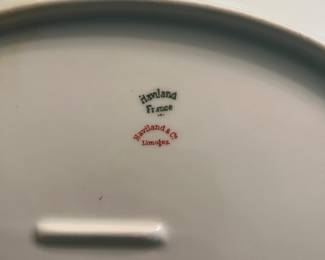 Haviland
France
Haviland & Co.
Limoges